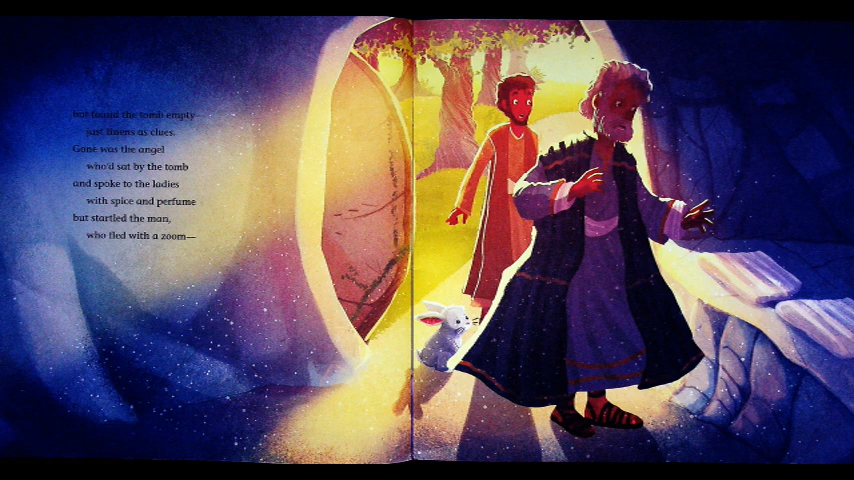 but found the tomb empty—
just linens as clues.
Gone was the angel
who'd sat by the tomb
and spoke to the ladies
with spice and perfume
but startled the man,
who fled with a zoom—